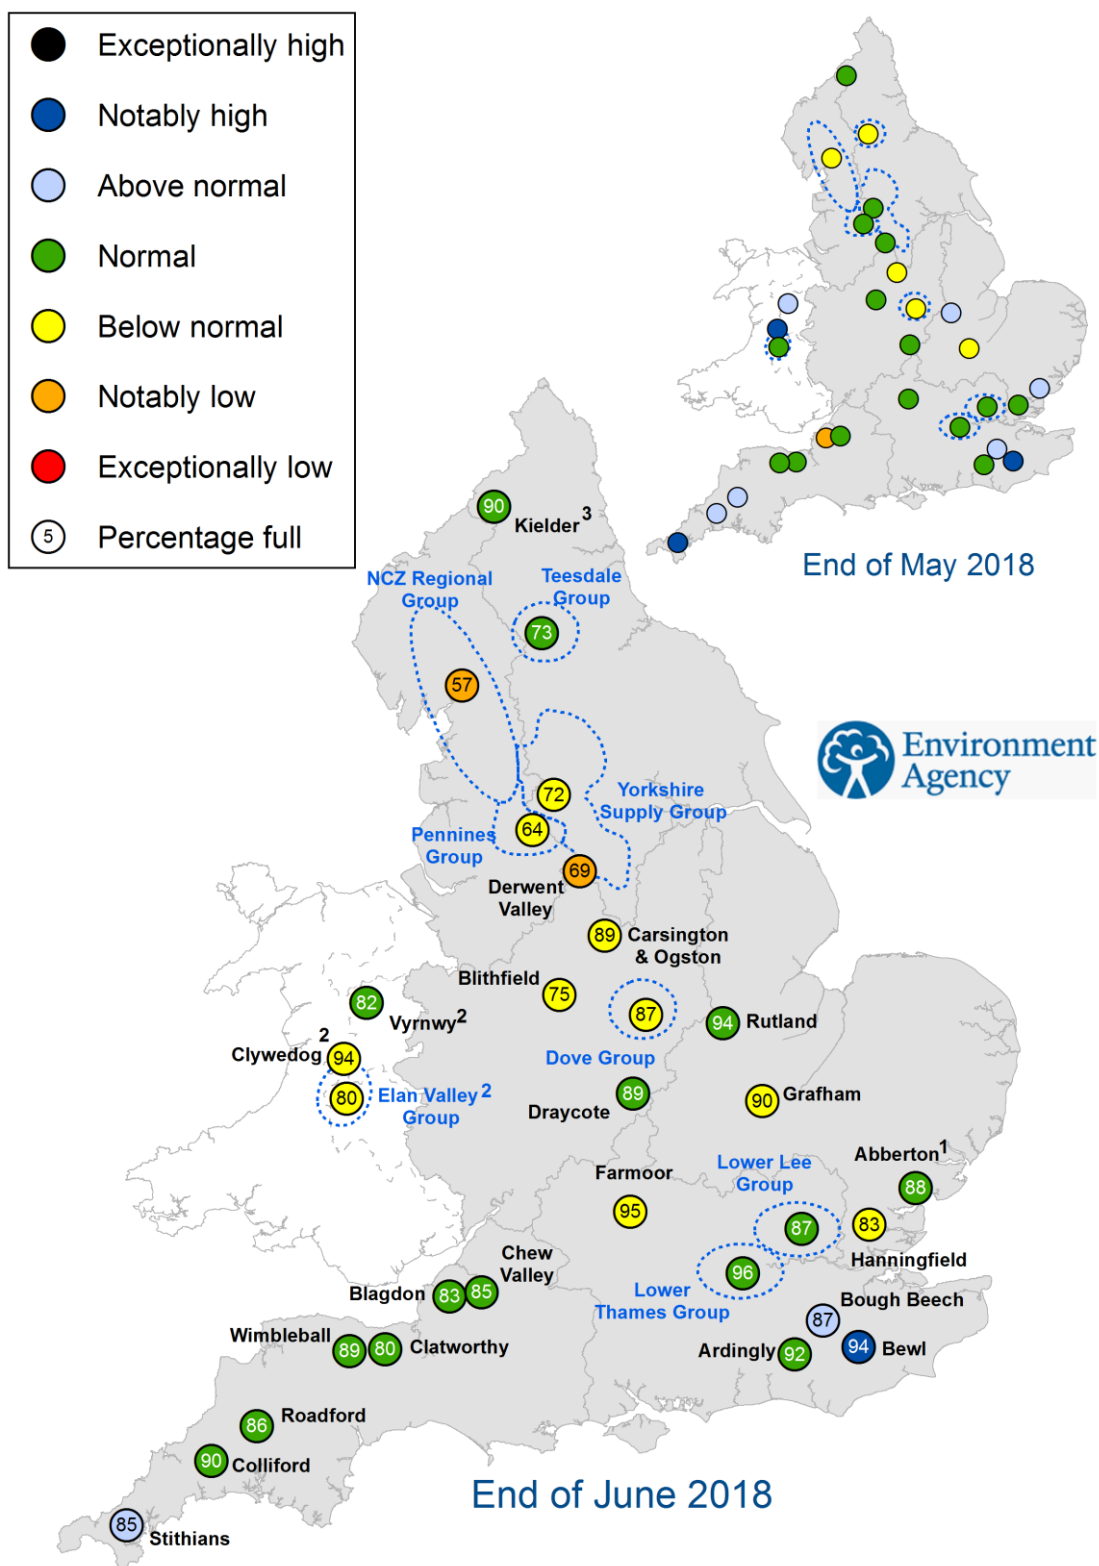 Exceptionally high
Notably high
Above normal
Normal
Below normal
Notably low
Exceptionally low
5 Percentage full
End of May 2018
90
Kielder3
NCZ Regional
Group
Teesdale
Group
73
57
Environment
Agency
72
Yorkshire
Supply Group
64
Pennines
Group
69
Derwent
Valley
89
Carsington
& Ogston
Blithfield
75
82
Vyrnwy2
87
Dove Group
94
Rutland
Clywedog2
94
80
Elan Valley2
Group
89
Draycote
90
Grafham
Abberton1
88
Lower Lee
Group
87
Farmoor
95
83
Hanningfield
Chew
Valley
Blagdon
83
85
96
Lower
Thames Group
Bough Beech
87
Wimbleball
89
80
Clatworthy
Ardingly
92
94
Bewl
86
Roadford
90
Colliford
End of June 2018
85
Stithians